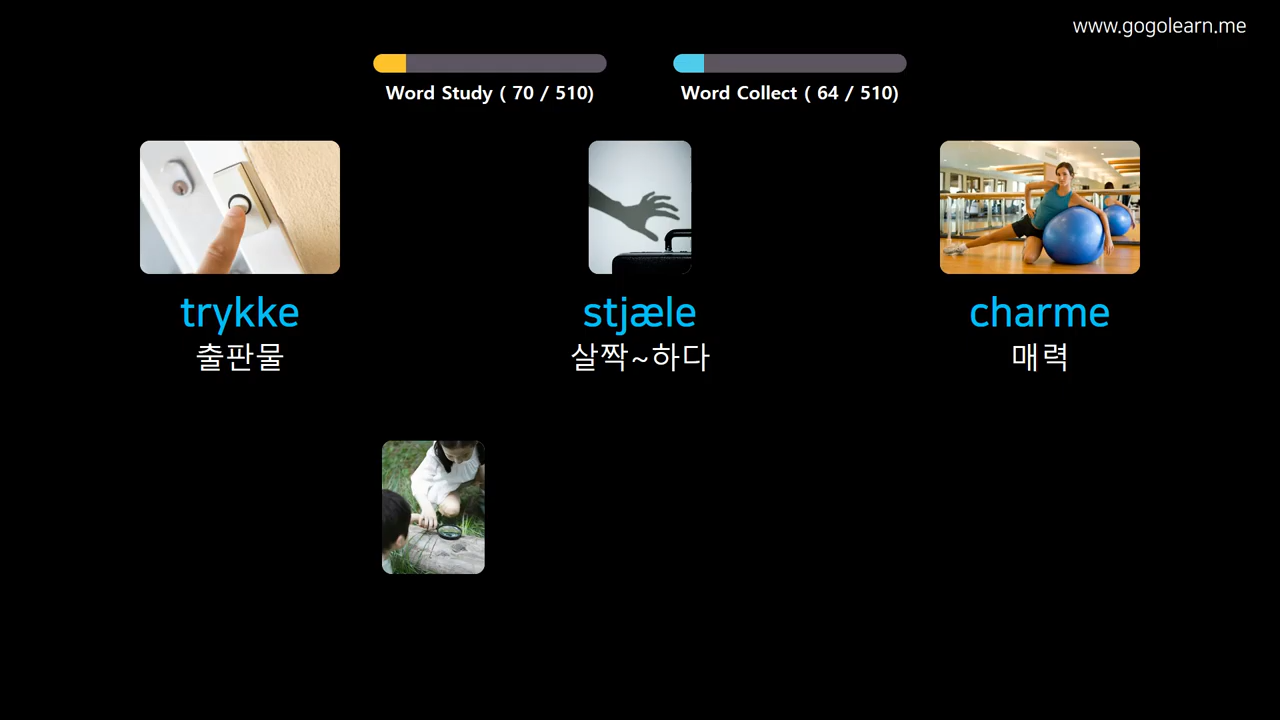 www.gogolearn.me
Word Study ( 70 / 510)
Word Collect ( 64 / 510)
trykke
stjæle
charme
출판물
살짝~하다
매력